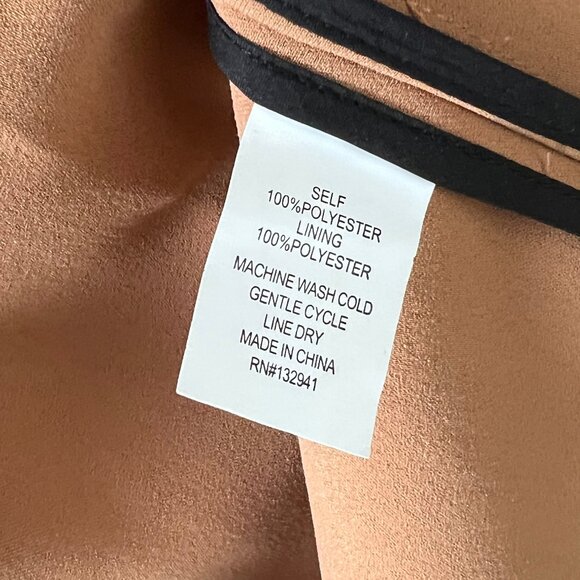 SELF
100%POLYESTER
LINING
100%POLYESTER
MACHINE WASH COLD
GENTLE CYCLE
LINE DRY
MADE IN CHINA
RN#132941